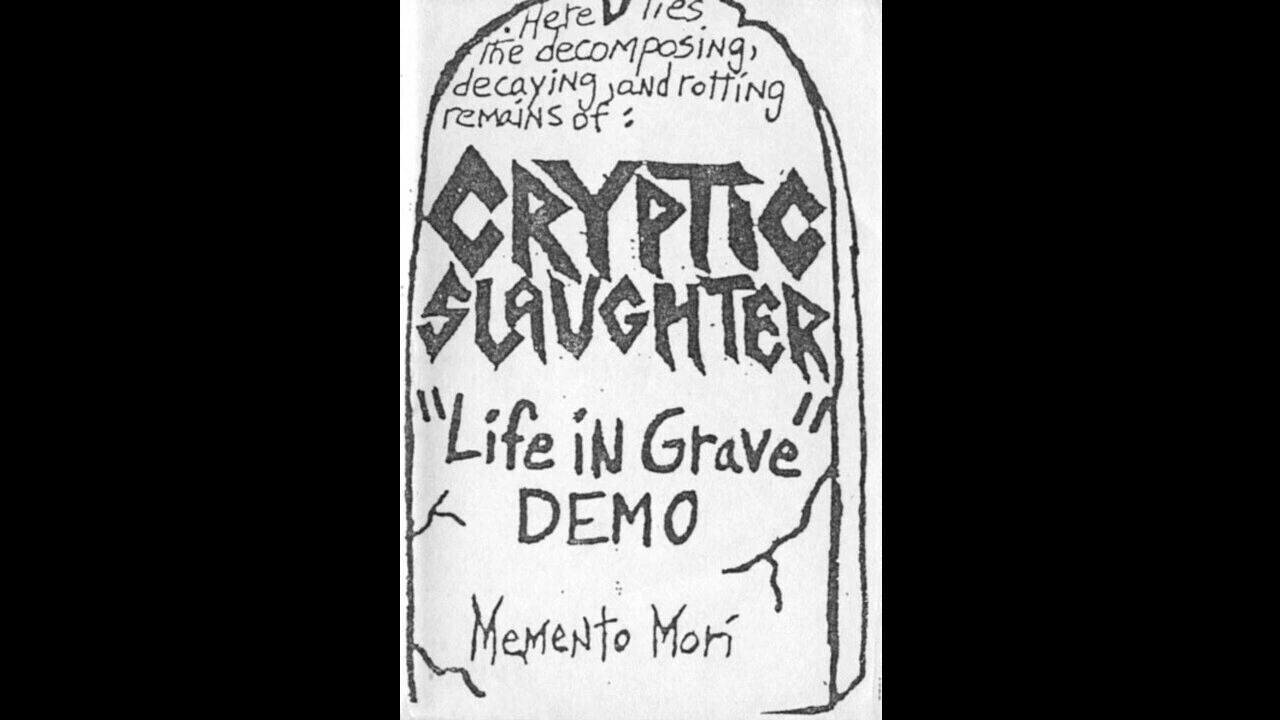 Here lies
the decomposing,
decaying, and rotting
remains of:
CRYPTIC
SLAUGHTER
"Life iN Grave"
DEMO
Memento Mori